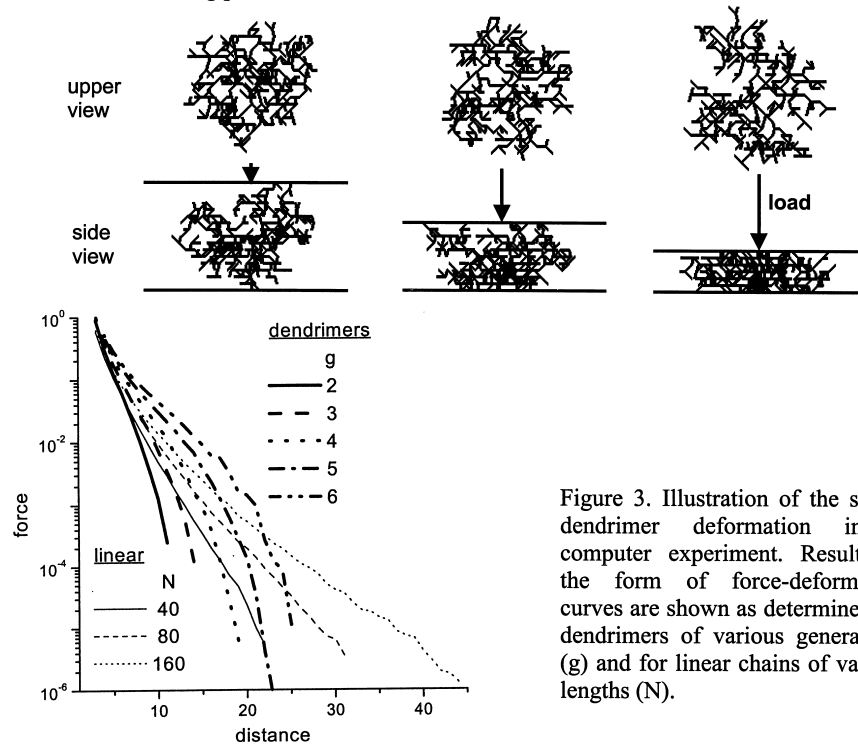 upper
view
side
view
load
10^0
10^-2
10^-4
10^-6
force
10
20
30
40
distance
dendrimers
g
2
3
4
5
6
linear
N
40
80
160
Figure 3. Illustration of the s
dendrimer deformation in
computer experiment. Result
the form of force-deform
curves are shown as determine
dendrimers of various genera
(g) and for linear chains of va
lengths (N).